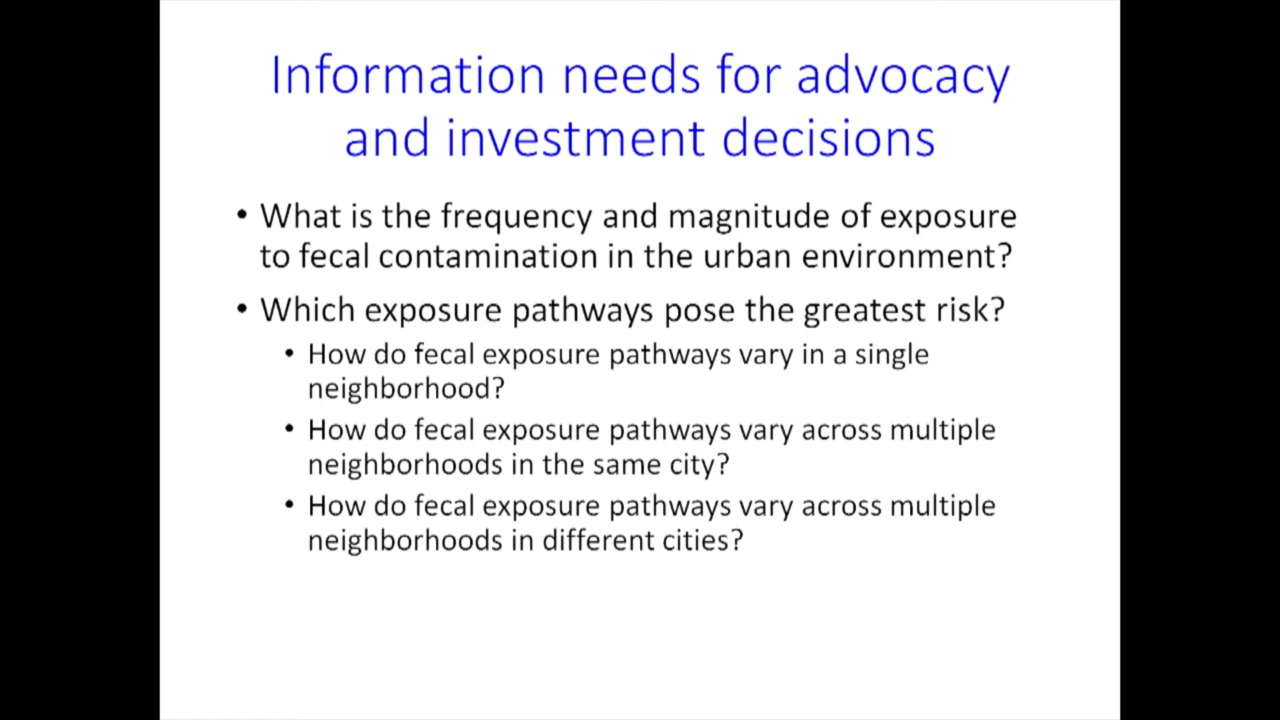 Information needs for advocacy
and investment decisions
• What is the frequency and magnitude of exposure
to fecal contamination in the urban environment?
• Which exposure pathways pose the greatest risk?
• How do fecal exposure pathways vary in a single
neighborhood?
• How do fecal exposure pathways vary across multiple
neighborhoods in the same city?
• How do fecal exposure pathways vary across multiple
neighborhoods in different cities?